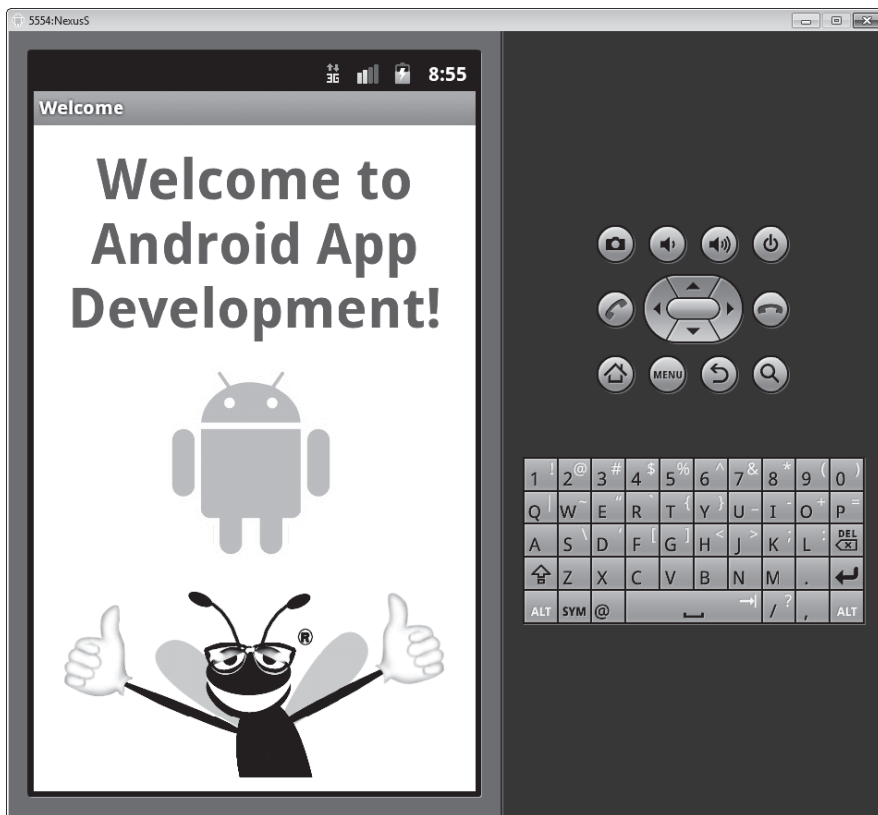 5554:NexusS
3G 8:55
Welcome
Welcome to
Android App
Development!
®
MENU
1 ! 2 @ 3 # 4 $ 5 % 6 ^ 7 & 8 * 9 ( 0 )
Q | W ~ E " R ` T { Y } U _ I - O + P =
A S \ D ' F [ G ] H < J > K ; L : DEL
Z X C V B N M .
ALT SYM @ / ? , ALT